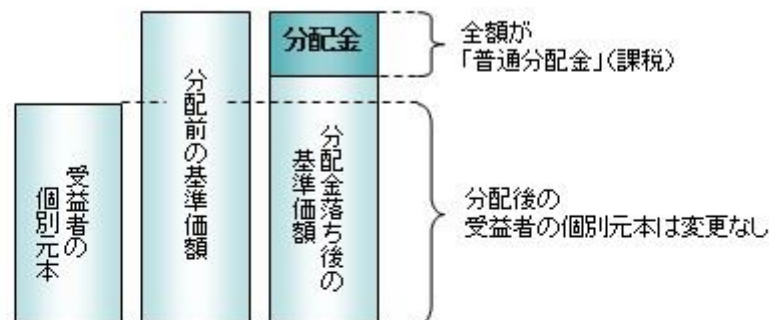 受益者の
個別元本
分配前の基準価額
分配金
分配金落ち後の
基準価額
全額が
「普通分配金」(課税)
分配後の
受益者の個別元本は変更なし